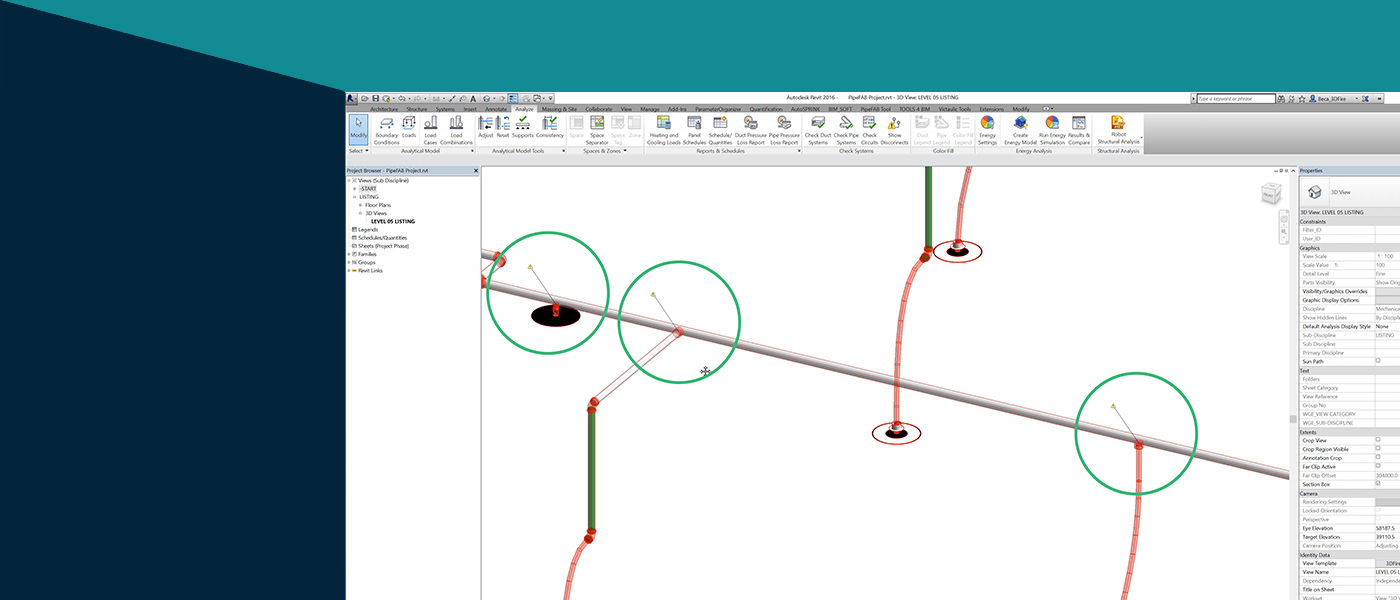 Autodesk Revit 2016 - PipeFAB Project.rvt - 3D View: LEVEL 05 LISTING
Type a keyword or phrase
Beca_3DFire
Architecture Structure Systems Insert Annotate Analyze Massing & Site Collaborate View Manage Add-Ins ParameterOrganizer Quantification AutoSPRINK BIM_SOFT PipeFAB Tool TOOLS 4 BIM Victaulic Tools Extensions Modify
Modify
Boundary Conditions
Loads
Load Cases
Load Combinations
Adjust
Reset
Supports
Consistency
Space
Space Separator
Space Tag
Zone
Heating and Cooling Loads
Panel Schedules
Schedule/ Quantities
Duct Pressure Loss Report
Pipe Pressure Loss Report
Check Duct Systems
Check Pipe Systems
Check Circuits
Show Disconnects
Duct Legend
Pipe Legend
Color Fill Legend
Energy Settings
Create Energy Model
Run Energy Simulation
Results & Compare
Robot Structural Analysis
Select
Analytical Model
Analytical Model Tools
Spaces & Zones
Reports & Schedules
Check Systems
Color Fill
Energy Analysis
Structural Analysis
Project Browser - PipeFAB Project.rvt
Views (Sub Discipline)
-START
LISTING
Floor Plans
3D Views
LEVEL 05 LISTING
Legends
Schedules/Quantities
Sheets (Project Phase)
Families
Groups
Revit Links
Properties
3D View
3D View: LEVEL 05 LISTING
Constraints
Filter_ID
User_ID
Graphics
View Scale 1 : 100
Scale Value 1: 100
Detail Level Fine
Parts Visibility Show Orig
Visibility/Graphics Overrides
Graphic Display Options
Discipline Mechanica
Show Hidden Lines By Discipli
Default Analysis Display Style None
Sub-Discipline LISTING
Sub Discipline
Primary Discipline
Sun Path
Text
Folders
Sheet Category
View Reference
Group No
WGE_VIEW CATEGORY
WGE_SUB-DISCIPLINE
Extents
Crop View
Crop Region Visible
Annotation Crop
Far Clip Active
Far Clip Offset 304800.0
Section Box
Camera
Rendering Settings
Locked Orientation
Perspective
Eye Elevation 58187.5
Target Elevation 39110.5
Camera Position Adjusting
Identity Data
View Template 3DFire
View Name LEVEL 05 L
Dependency Independe
Title on Sheet